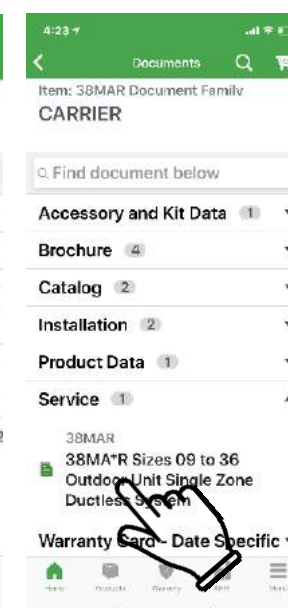 4:23
Documents
Item: 38MAR Document Family
CARRIER
Find document below
Accessory and Kit Data 1
Brochure 4
Catalog 2
Installation 2
Product Data 1
Service 1
38MAR
38MA*R Sizes 09 to 36
Outdoor Unit Single Zone
Ductless System
Warranty Card - Date Specific
Home Products Warranty
Menu